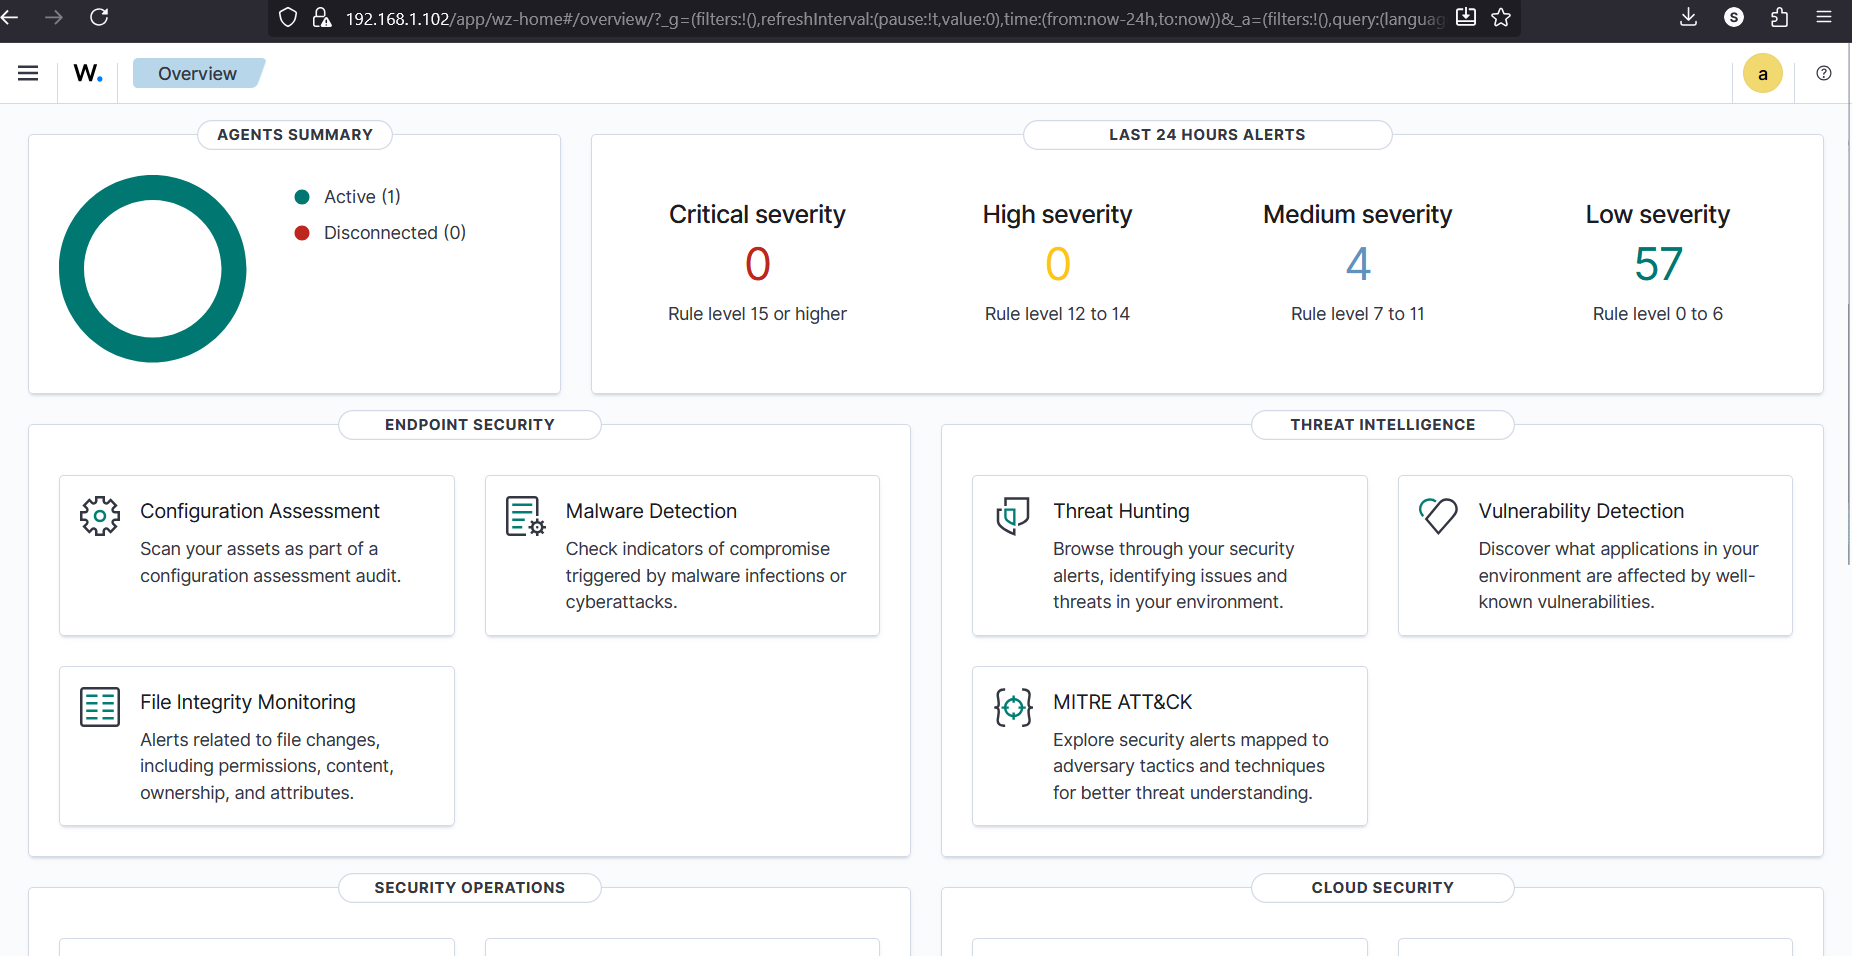 192.168.1.102/app/wz-home#/overview/?_g=(filters:!(),refreshInterval:(pause:!t,value:0),time:(from:now-24h,to:now))&_a=(filters:!(),query:(languag
S
W.
Overview
a
AGENTS SUMMARY
Active (1)
Disconnected (0)
LAST 24 HOURS ALERTS
Critical severity
0
Rule level 15 or higher
High severity
0
Rule level 12 to 14
Medium severity
4
Rule level 7 to 11
Low severity
57
Rule level 0 to 6
ENDPOINT SECURITY
Configuration Assessment
Scan your assets as part of a
configuration assessment audit.
Malware Detection
Check indicators of compromise
triggered by malware infections or
cyberattacks.
File Integrity Monitoring
Alerts related to file changes,
including permissions, content,
ownership, and attributes.
THREAT INTELLIGENCE
Threat Hunting
Browse through your security
alerts, identifying issues and
threats in your environment.
Vulnerability Detection
Discover what applications in your
environment are affected by well-
known vulnerabilities.
MITRE ATT&CK
Explore security alerts mapped to
adversary tactics and techniques
for better threat understanding.
SECURITY OPERATIONS
CLOUD SECURITY